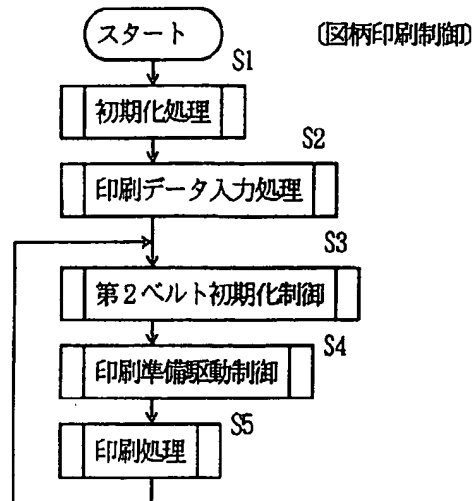 スタート
〔図柄印刷制御〕
S1
初期化処理
S2
印刷データ入力処理
S3
第2ベルト初期化制御
S4
印刷準備駆動制御
S5
印刷処理